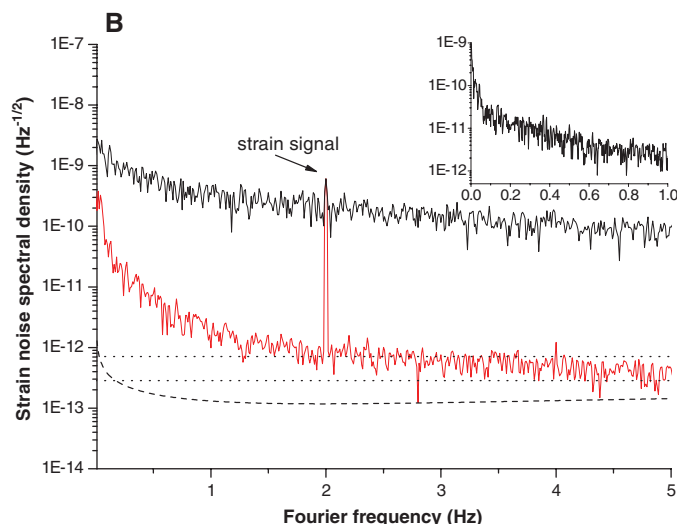 B
1E-7
1E-8
1E-9
1E-10
1E-11
1E-12
1E-13
1E-14
Strain noise spectral density (Hz-1/2)
strain signal
1E-9
1E-10
1E-11
1E-12
0.0 0.2 0.4 0.6 0.8 1.0
1 2 3 4 5
Fourier frequency (Hz)